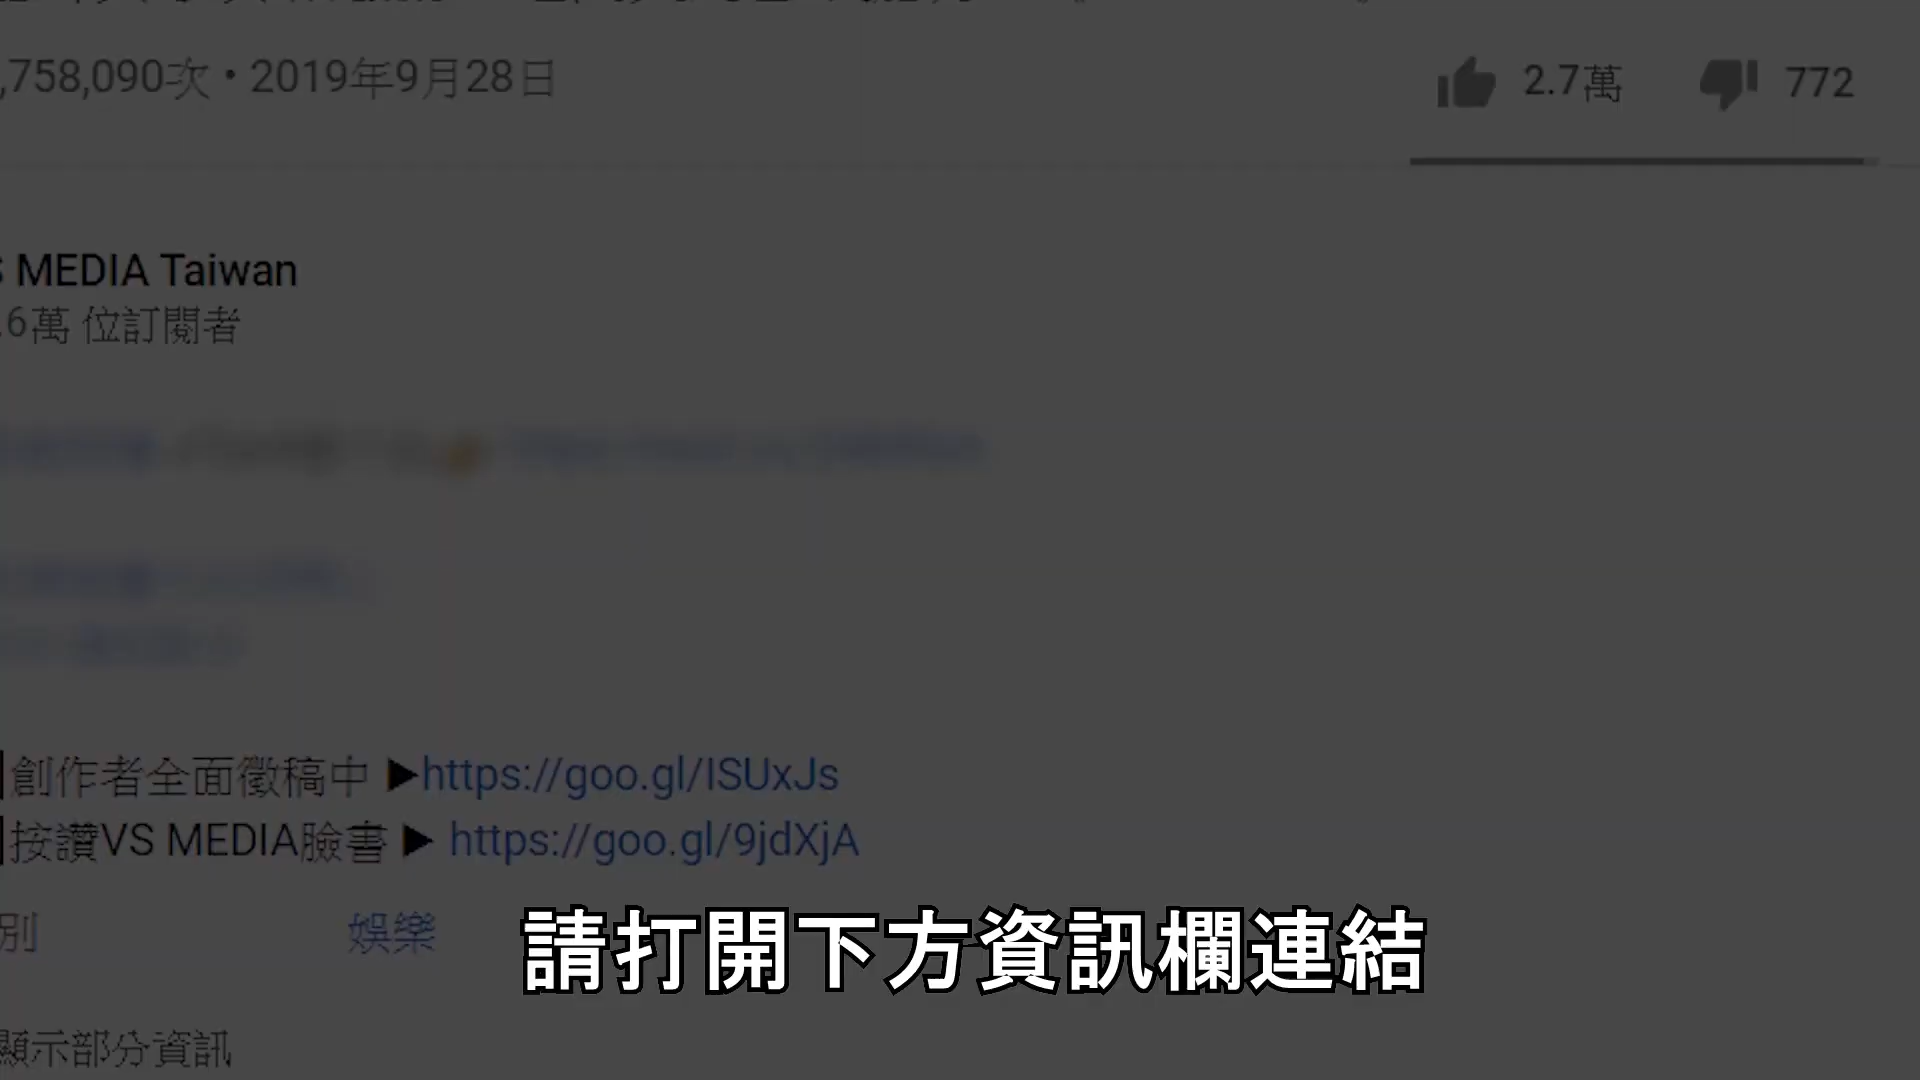 ,758,090次 • 2019年9月28日
2.7萬 772
MEDIA Taiwan
.6萬 位訂閱者
創作者全面徵稿中 ▶https://goo.gl/ISUxJs
按讚VS MEDIA臉書 ▶ https://goo.gl/9jdXjA
別 娛樂
請打開下方資訊欄連結
顯示部分資訊